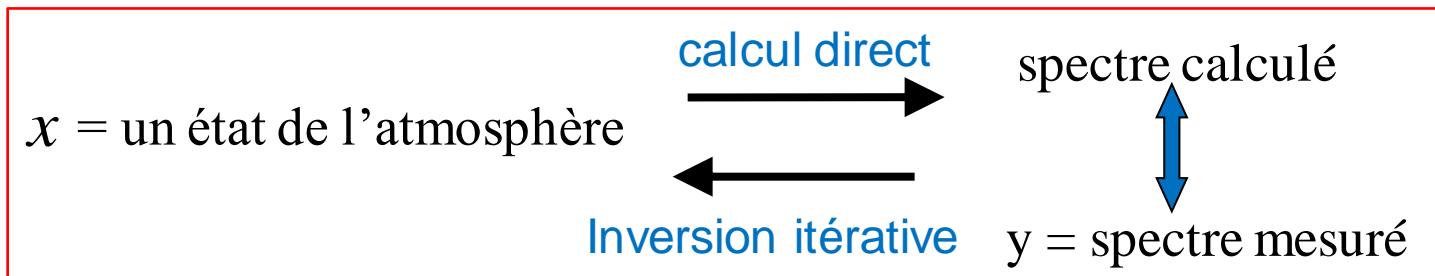 calcul direct
spectre calculé
x = un état de l’atmosphère
Inversion itérative
y = spectre mesuré